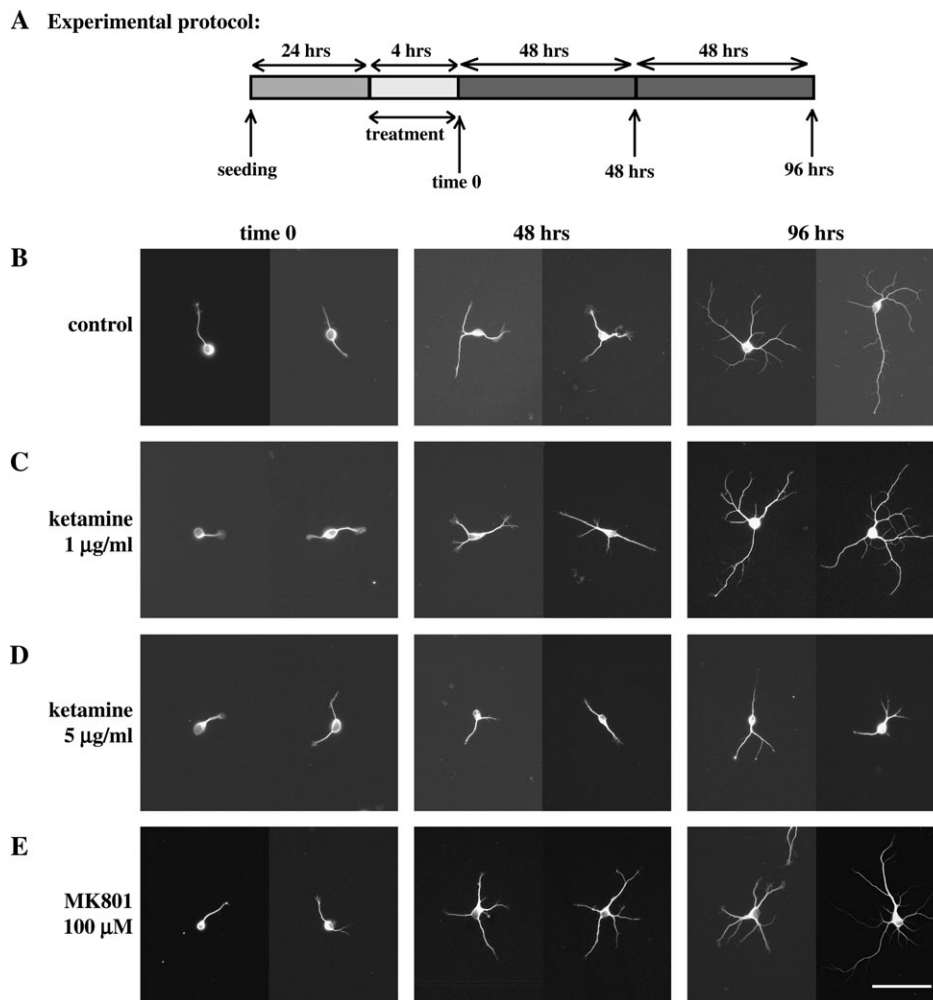 A Experimental protocol:
24 hrs 4 hrs 48 hrs 48 hrs
treatment
seeding time 0 48 hrs 96 hrs
time 0 48 hrs 96 hrs
B
control
C
ketamine
1 μg/ml
D
ketamine
5 μg/ml
E
MK801
100 μM